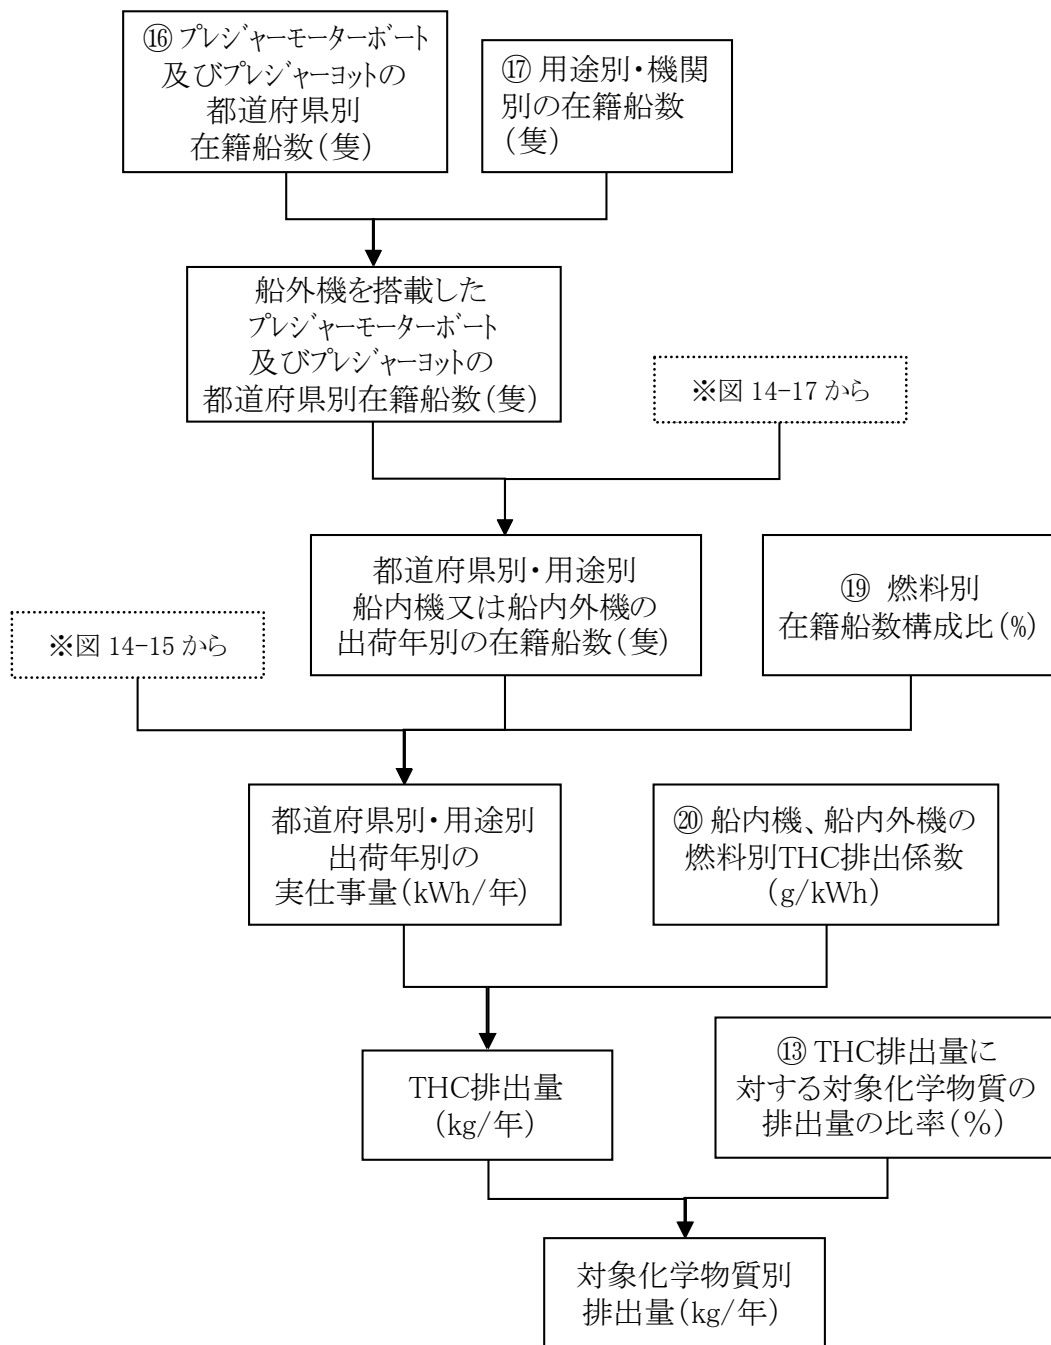 ⑯プレジャーモーターボート
及びプレジャーヨットの
都道府県別
在籍船数(隻)
⑰用途別・機関
別の在籍船数
(隻)
船外機を搭載した
プレジャーモーターボート
及びプレジャーヨットの
都道府県別在籍船数(隻)
※図 14-17 から
都道府県別・用途別
船内機又は船内外機の
出荷年別の在籍船数(隻)
⑲ 燃料別
在籍船数構成比(%)
※図 14-15 から
都道府県別・用途別
出荷年別の
実仕事量(kWh/年)
⑳船内機、船内外機の
燃料別THC排出係数
(g/kWh)
THC排出量
(kg/年)
⑬THC排出量に
対する対象化学物質の
排出量の比率(%)
対象化学物質別
排出量(kg/年)